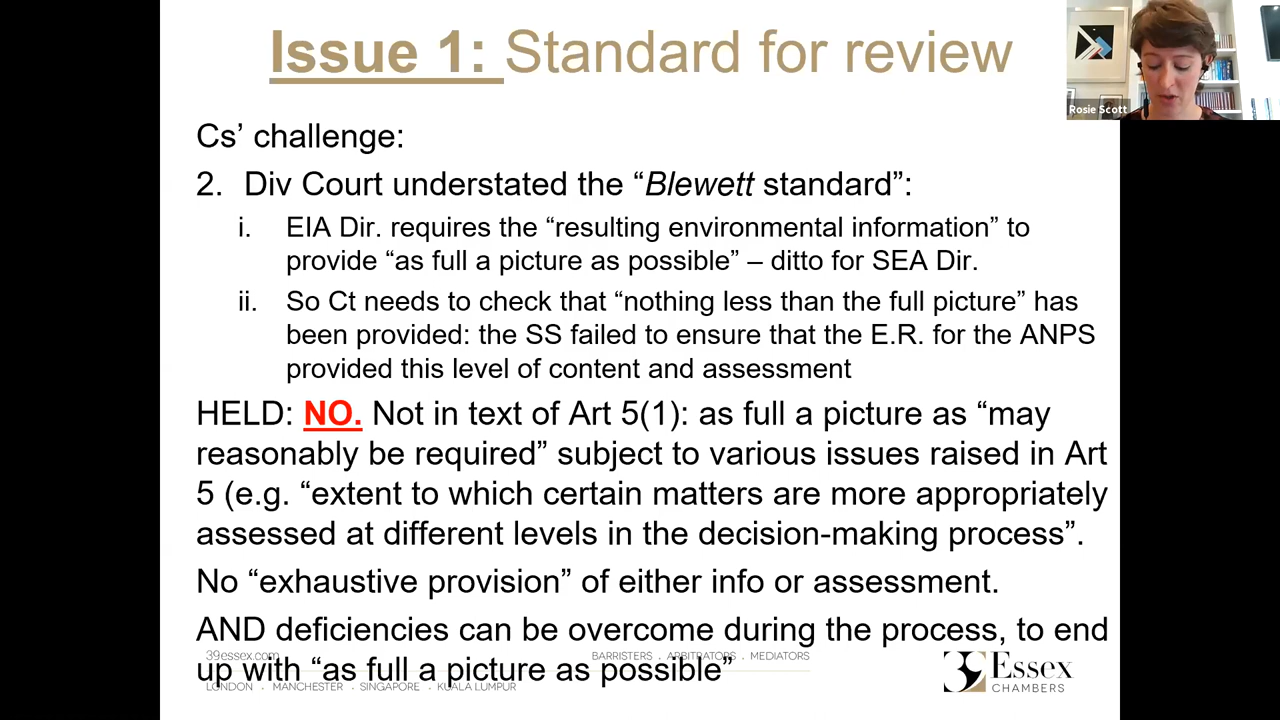 Issue 1: Standard for review
Rosie Scott
Cs’ challenge:
2. Div Court understated the “Blewett standard”:
i. EIA Dir. requires the “resulting environmental information” to
provide “as full a picture as possible” – ditto for SEA Dir.
ii. So Ct needs to check that “nothing less than the full picture” has
been provided: the SS failed to ensure that the E.R. for the ANPS
provided this level of content and assessment
HELD: NO. Not in text of Art 5(1): as full a picture as “may
reasonably be required” subject to various issues raised in Art
5 (e.g. “extent to which certain matters are more appropriately
assessed at different levels in the decision-making process”.
No “exhaustive provision” of either info or assessment.
AND deficiencies can be overcome during the process, to end
up with “as full a picture as possible”
39essex.com
BARRISTERS . ARBITRATORS . MEDIATORS
LONDON . MANCHESTER . SINGAPORE . KUALA LUMPUR
39 Essex
CHAMBERS